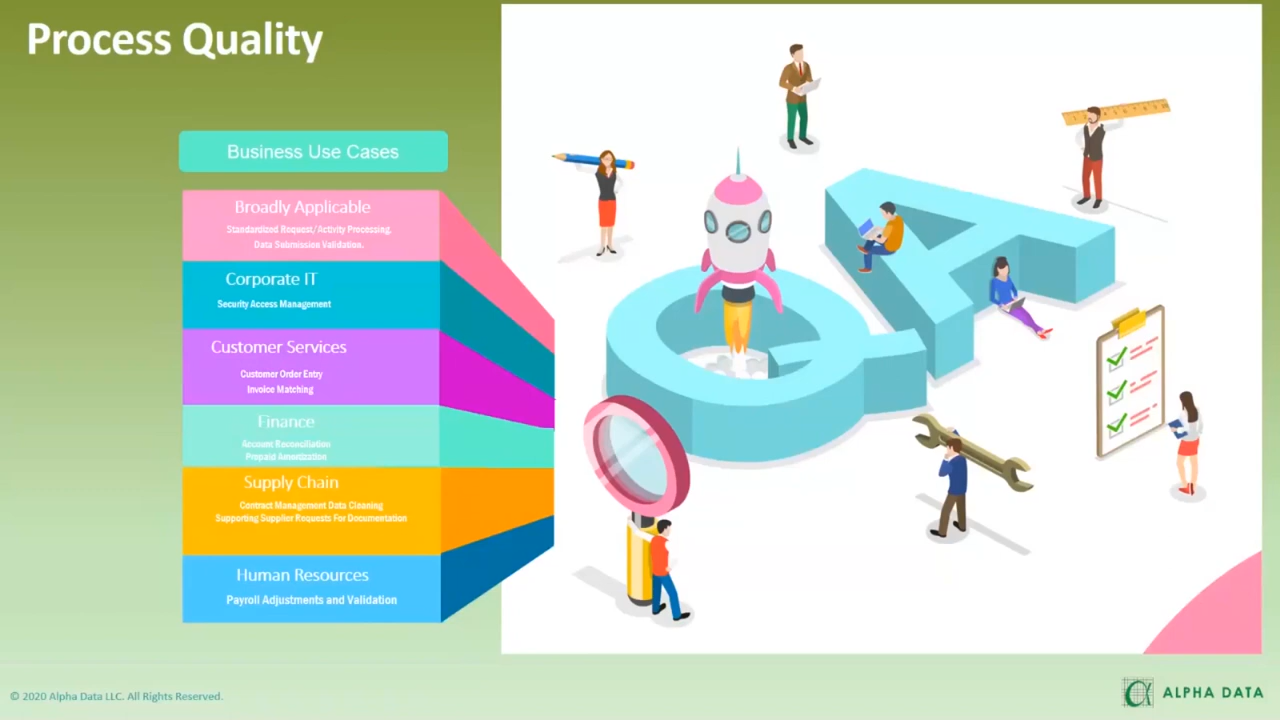 Process Quality
Business Use Cases
Broadly Applicable
Standardized Request/Activity Processing.
Data Submission Validation.
Corporate IT
Security Access Management
Customer Services
Customer Order Entry
Invoice Matching
Finance
Account Reconciliation
Prepaid Amortization
Supply Chain
Contract Management Data Cleaning
Supporting Supplier Requests For Documentation
Human Resources
Payroll Adjustments and Validation
QA
© 2020 Alpha Data LLC. All Rights Reserved.
ALPHA DATA